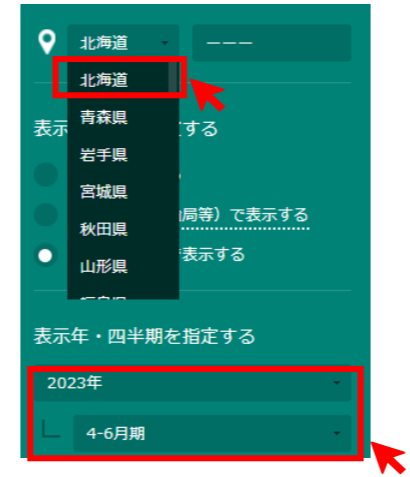 北海道 ーーー
北海道
青森県
表示 する
岩手県
宮城県
局等）で表示する
秋田県
表示する
山形県
表示年・四半期を指定する
2023年
4-6月期